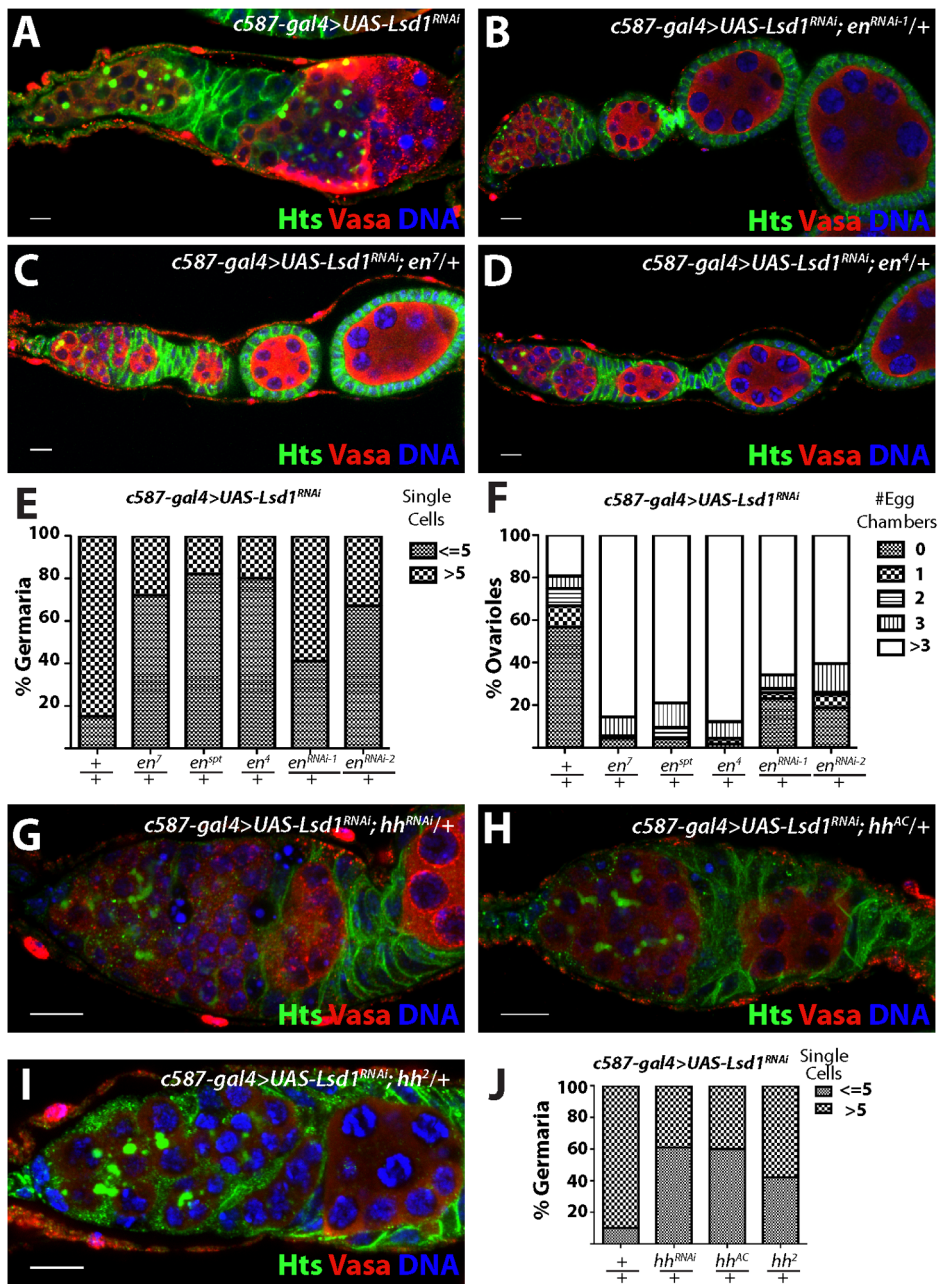 A
c587-gal4>UAS-Lsd1RNAi
Hts Vasa DNA
B
c587-gal4>UAS-Lsd1RNAi; enRNAi-1/+
Hts Vasa DNA
C
c587-gal4>UAS-Lsd1RNAi; en7/+
Hts Vasa DNA
D
c587-gal4>UAS-Lsd1RNAi; en4/+
Hts Vasa DNA
E
c587-gal4>UAS-Lsd1RNAi
Single
Cells
<=5
>5
% Germaria
100
80
60
40
20
+ en7 enspt en4 enRNAi-1 enRNAi-2
+ + + + + +
F
c587-gal4>UAS-Lsd1RNAi
#Egg
Chambers
0
1
2
3
>3
% Ovarioles
100
80
60
40
20
+ en7 enspt en4 enRNAi-1 enRNAi-2
+ + + + + +
G
c587-gal4>UAS-Lsd1RNAi; hhRNAi/+
Hts Vasa DNA
H
c587-gal4>UAS-Lsd1RNAi; hhAC/+
Hts Vasa DNA
I
c587-gal4>UAS-Lsd1RNAi; hh2/+
Hts Vasa DNA
J
c587-gal4>UAS-Lsd1RNAi
Single
Cells
<=5
>5
% Germaria
100
80
60
40
20
+ hhRNAi hhAC hh2
+ + + +